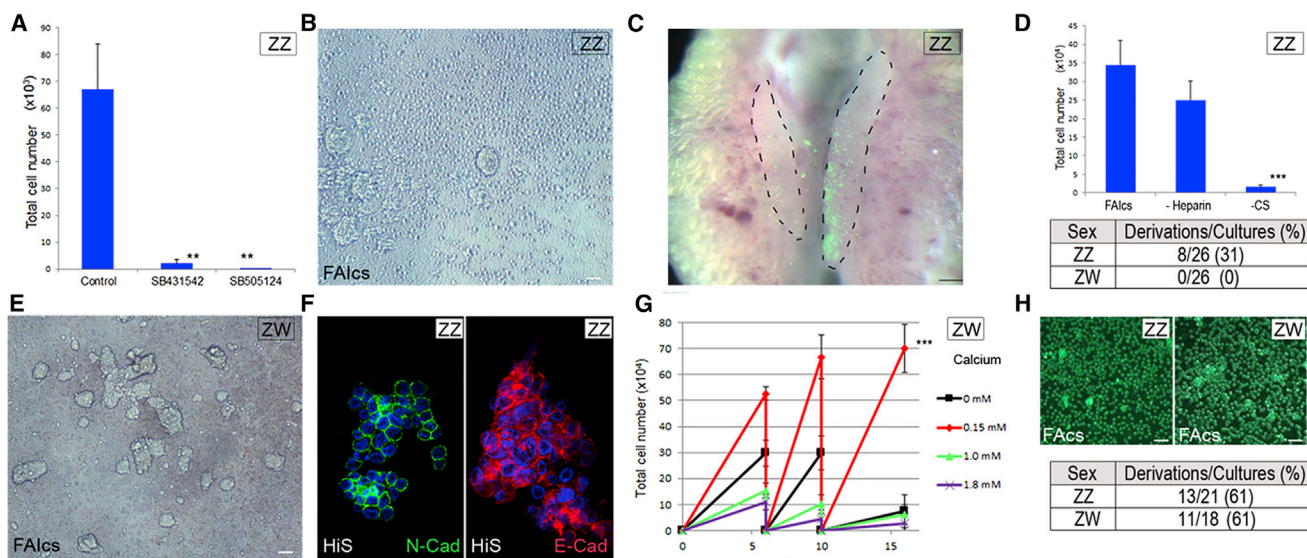 A
ZZ
Total cell number (x10³)
90
80
70
60
50
40
30
20
10
0
**
**
Control
SB431542
SB505124
B
ZZ
FAIcs
C
ZZ
D
ZZ
Total cell number (x10⁴)
45
40
35
30
25
20
15
10
5
0
***
FAIcs
- Heparin
-CS
Sex Derivations/Cultures (%)
ZZ 8/26 (31)
ZW 0/26 (0)
E
ZW
FAIcs
F
ZZ
HiS
N-Cad
ZZ
HiS
E-Cad
G
ZW
Total cell number (x10⁴)
80
70
60
50
40
30
20
10
0
0
5
10
15
***
Calcium
0 mM
0.15 mM
1.0 mM
1.8 mM
H
ZZ
FAcs
ZW
FAcs
Sex Derivations/Cultures (%)
ZZ 13/21 (61)
ZW 11/18 (61)